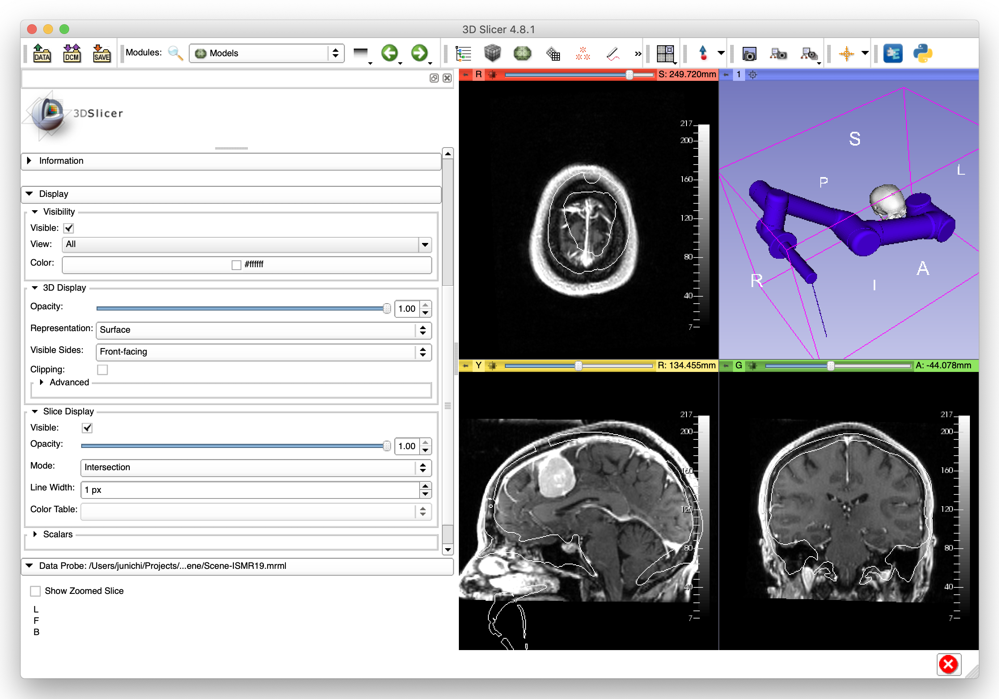 3D Slicer 4.8.1
DATA
DCM
SAVE
Modules:
Models
»
3DSlicer
Information
Display
Visibility
Visible:
View: All
Color: #ffffff
3D Display
Opacity: 1.00
Representation: Surface
Visible Sides: Front-facing
Clipping:
Advanced
Slice Display
Visible:
Opacity: 1.00
Mode: Intersection
Line Width: 1 px
Color Table:
Scalars
Data Probe: /Users/junichi/Projects/...ene/Scene-ISMR19.mrml
Show Zoomed Slice
L
F
B
R S: 249.720mm
217
200
160
120
80
40
7
1
S
L
P
R
A
I
Y R: 134.455mm
217
200
160
120
80
40
7
G A: -44.078mm
217
200
160
120
80
40
7